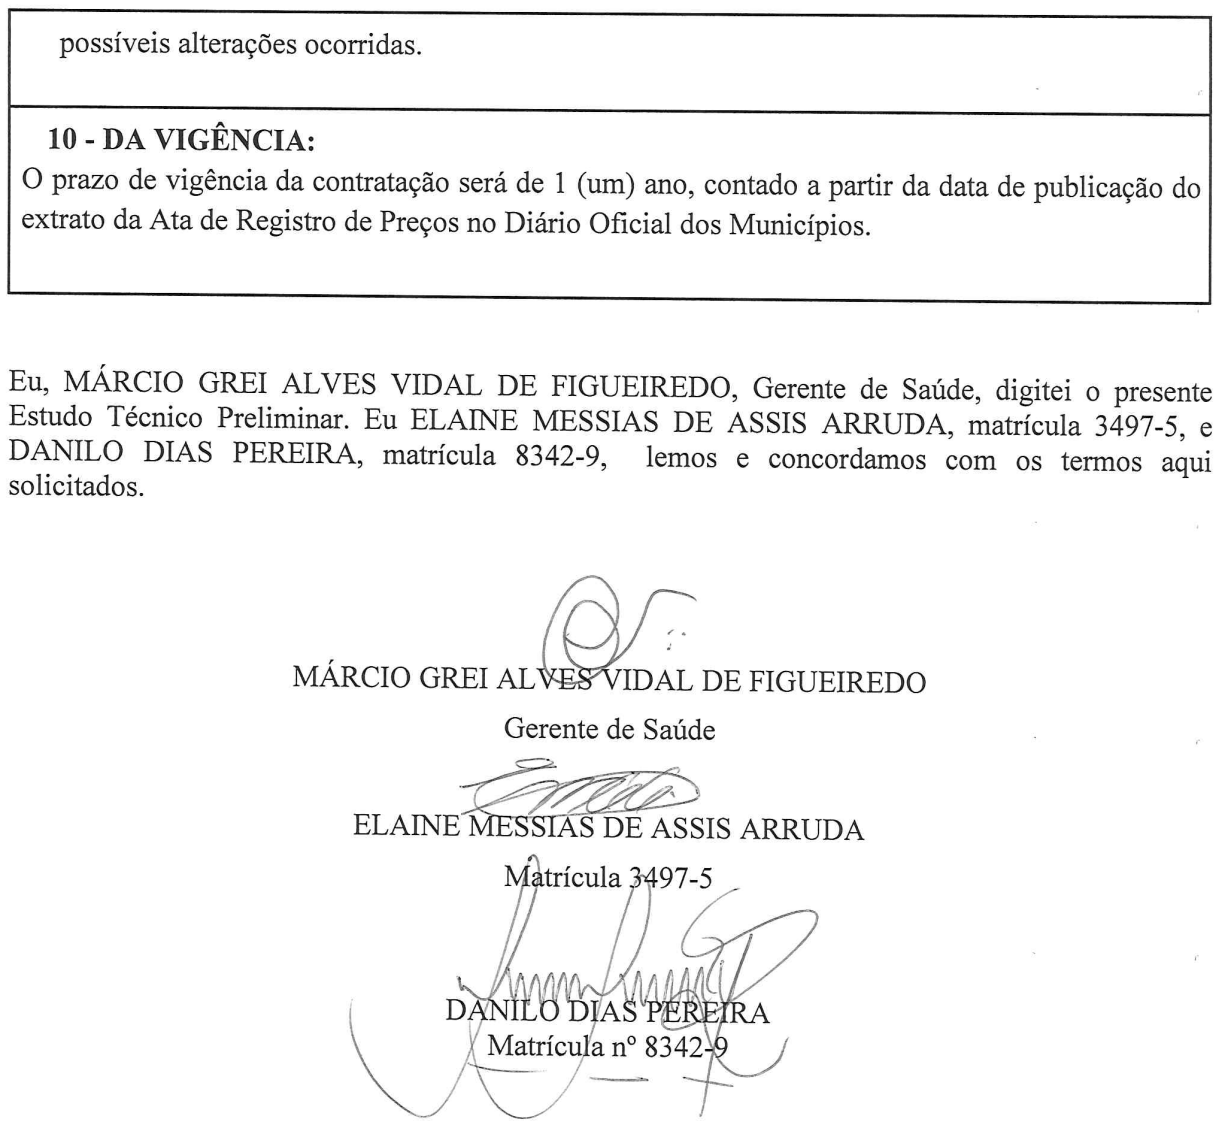 possíveis alterações ocorridas.
10 - DA VIGÊNCIA:
O prazo de vigência da contratação será de 1 (um) ano, contado a partir da data de publicação do
extrato da Ata de Registro de Preços no Diário Oficial dos Municípios.
Eu, MÁRCIO GREI ALVES VIDAL DE FIGUEIREDO, Gerente de Saúde, digitei o presente
Estudo Técnico Preliminar. Eu ELAINE MESSIAS DE ASSIS ARRUDA, matrícula 3497-5, e
DANILO DIAS PEREIRA, matrícula 8342-9, lemos e concordamos com os termos aqui
solicitados.
MÁRCIO GREI ALVES VIDAL DE FIGUEIREDO
Gerente de Saúde
ELAINE MESSIAS DE ASSIS ARRUDA
Matrícula 3497-5
DANILO DIAS PEREIRA
Matrícula nº 8342-9